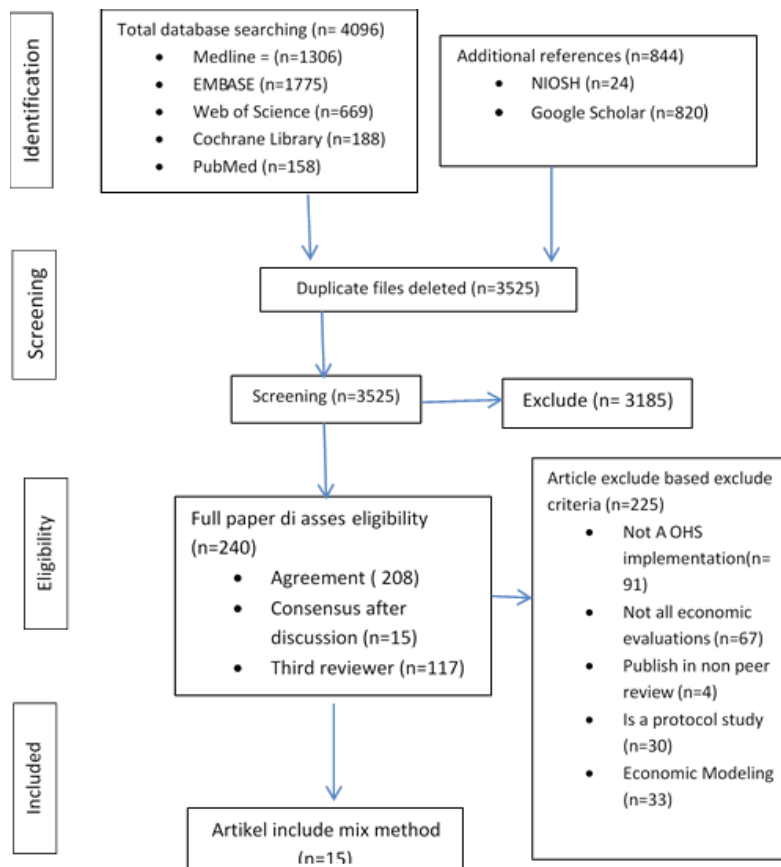 Identification
Total database searching (n= 4096)
• Medline = (n=1306)
• EMBASE (n=1775)
• Web of Science (n=669)
• Cochrane Library (n=188)
• PubMed (n=158)
Additional references (n=844)
• NIOSH (n=24)
• Google Scholar (n=820)
Screening
Duplicate files deleted (n=3525)
Screening (n=3525)
Exclude (n= 3185)
Eligibility
Full paper di asses eligibility
(n=240)
• Agreement ( 208)
• Consensus after
discussion (n=15)
• Third reviewer (n=117)
Article exclude based exclude
criteria (n=225)
• Not A OHS
implementation(n=
91)
• Not all economic
evaluations (n=67)
• Publish in non peer
review (n=4)
• Is a protocol study
(n=30)
• Economic Modeling
(n=33)
Included
Artikel include mix method
(n=15)